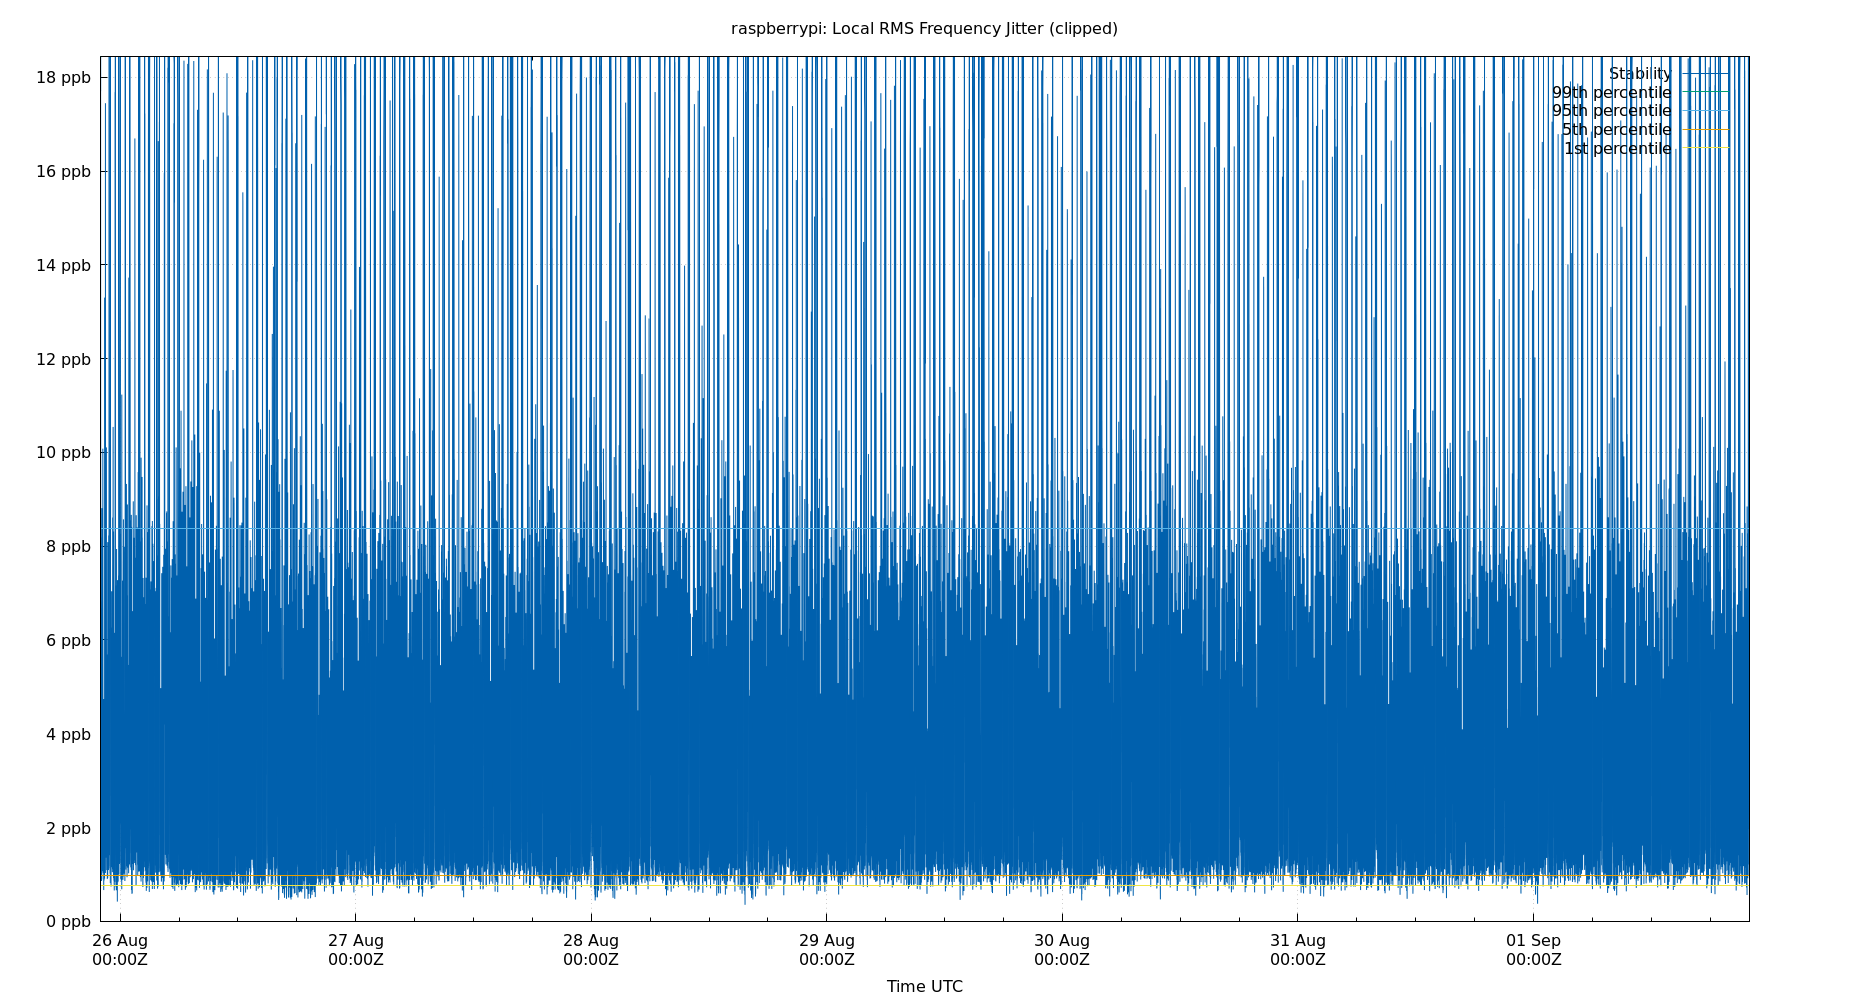 raspberrypi: Local RMS Frequency Jitter (clipped)
18 ppb
16 ppb
14 ppb
12 ppb
10 ppb
8 ppb
6 ppb
4 ppb
2 ppb
0 ppb
Stability
99th percentile
95th percentile
5th percentile
1st percentile
26 Aug
00:00Z
27 Aug
00:00Z
28 Aug
00:00Z
29 Aug
00:00Z
30 Aug
00:00Z
31 Aug
00:00Z
01 Sep
00:00Z
Time UTC